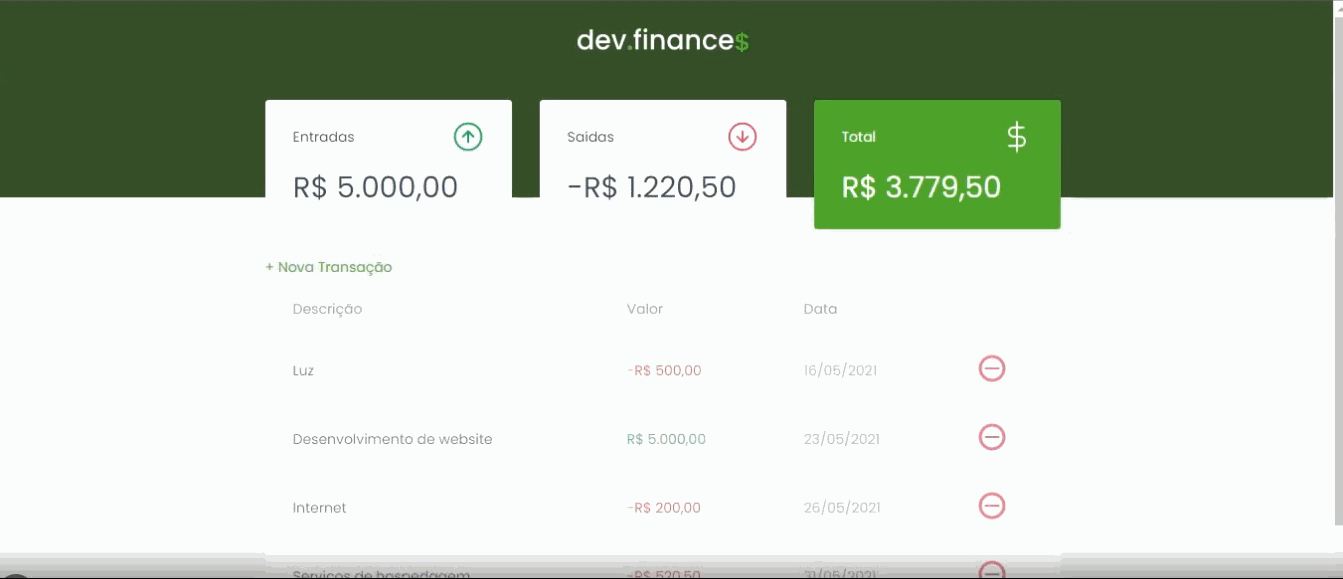 dev.finance$
Entradas
R$ 5.000,00
Saídas
-R$ 1.220,50
Total
$
R$ 3.779,50
+ Nova Transação
Descrição Valor Data
Luz -R$ 500,00 16/05/2021
Desenvolvimento de website R$ 5.000,00 23/05/2021
Internet -R$ 200,00 26/05/2021
Serviços de hospedagem -R$ 520,50 31/05/2021